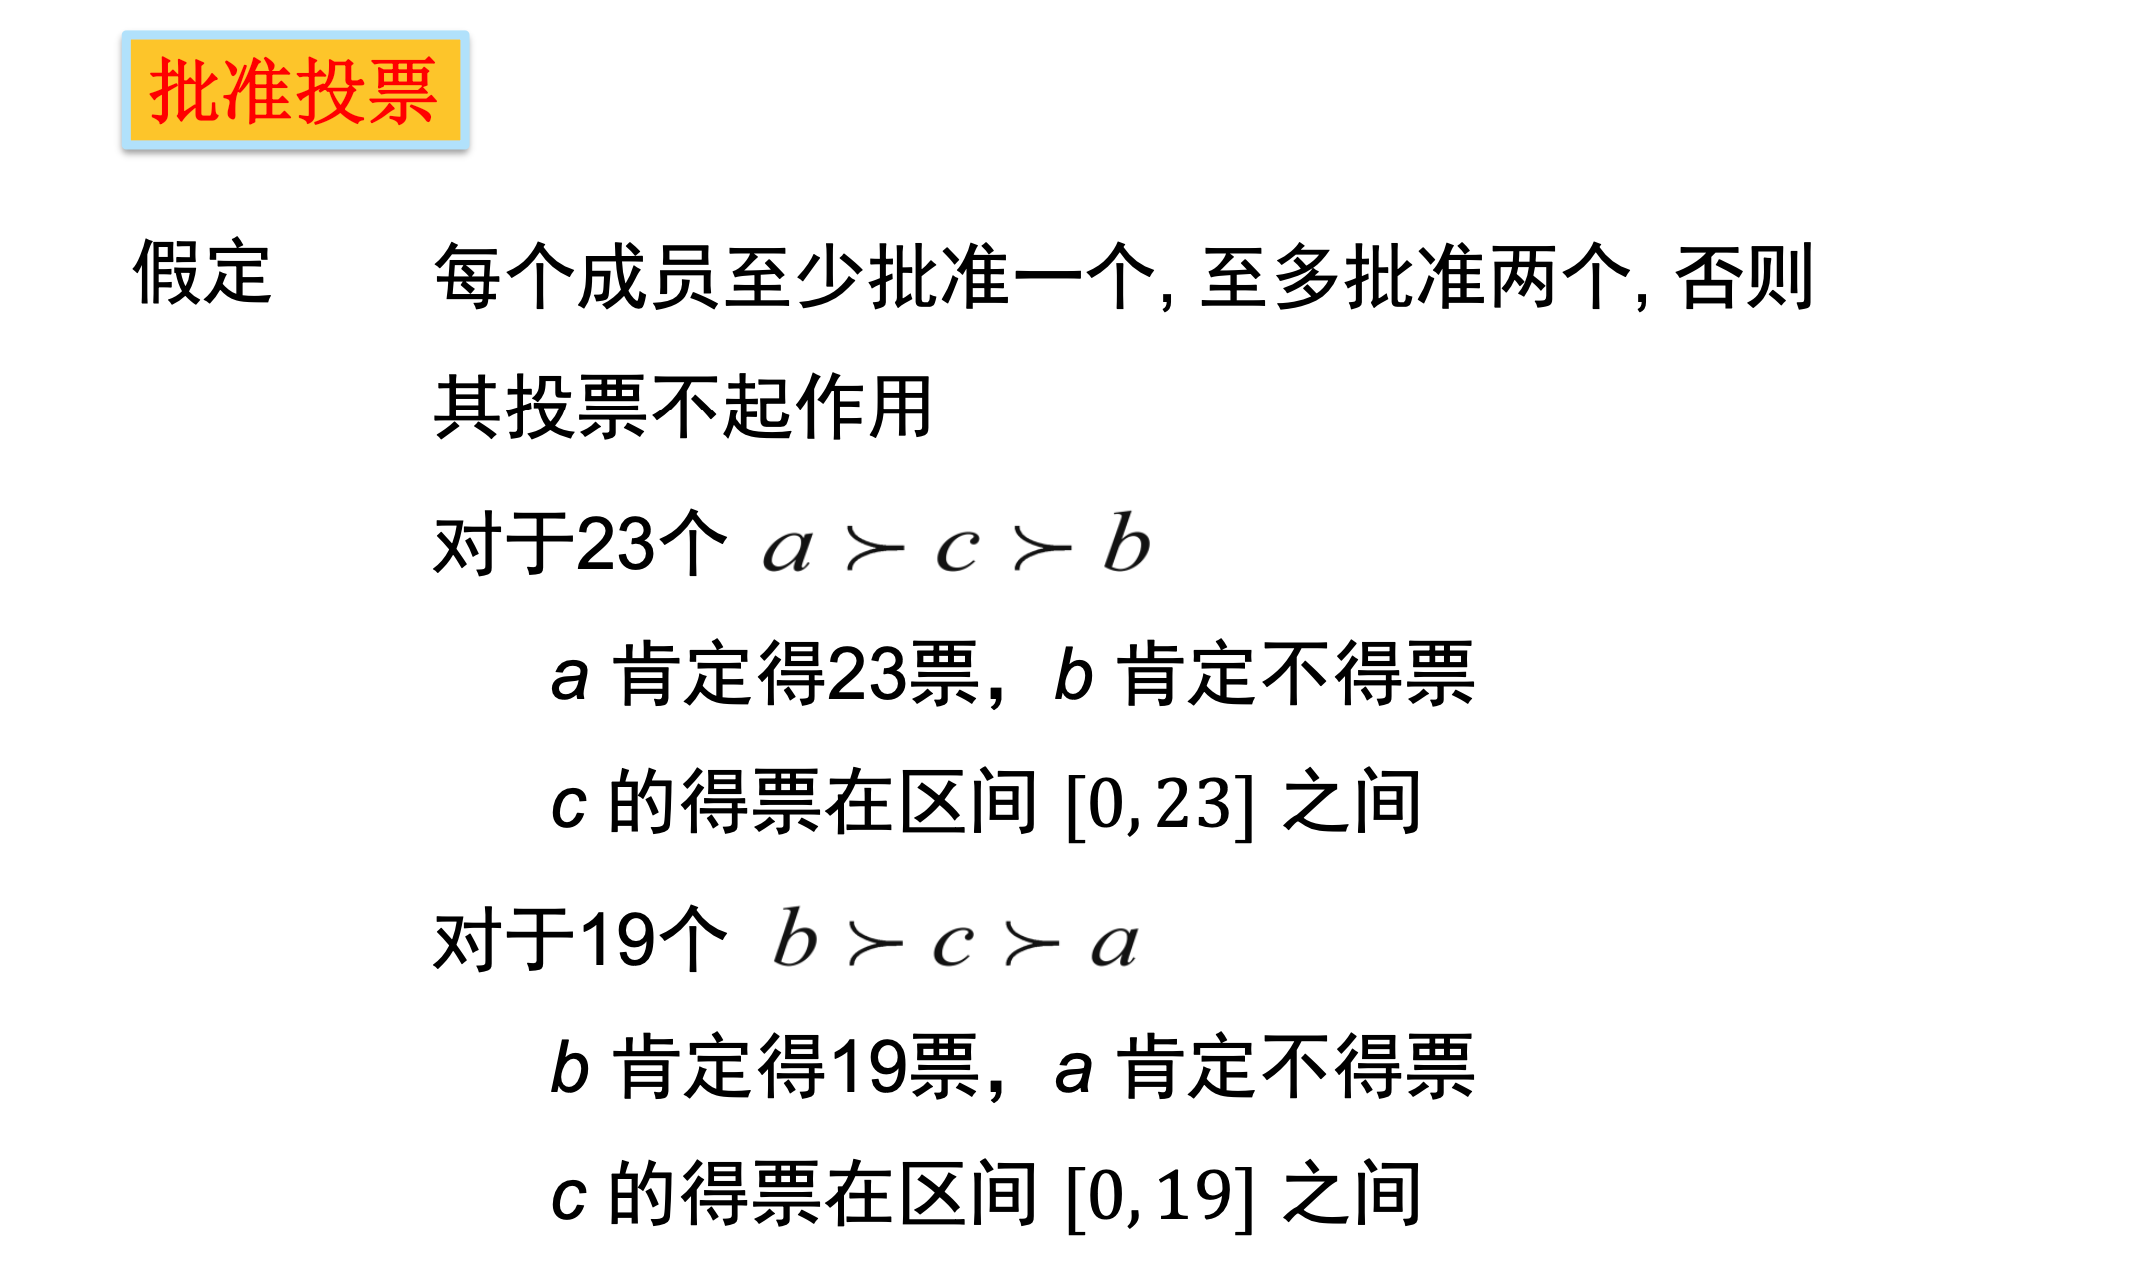 批准投票
假定 每个成员至少批准一个, 至多批准两个, 否则
其投票不起作用
对于23个 a ≻ c ≻ b
a 肯定得23票，b 肯定不得票
c 的得票在区间 [0, 23] 之间
对于19个 b ≻ c ≻ a
b 肯定得19票，a 肯定不得票
c 的得票在区间 [0, 19] 之间